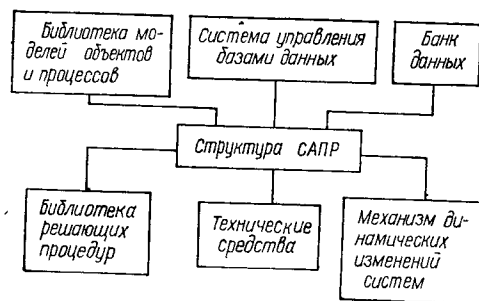 Библиотека мо-
делей объектов
и процессов
Система управления
базами данных
Банк
данных
Структура САПР
Библиотека
решающих
процедур
Технические
средства
Механизм ди-
намических
изменений
систем